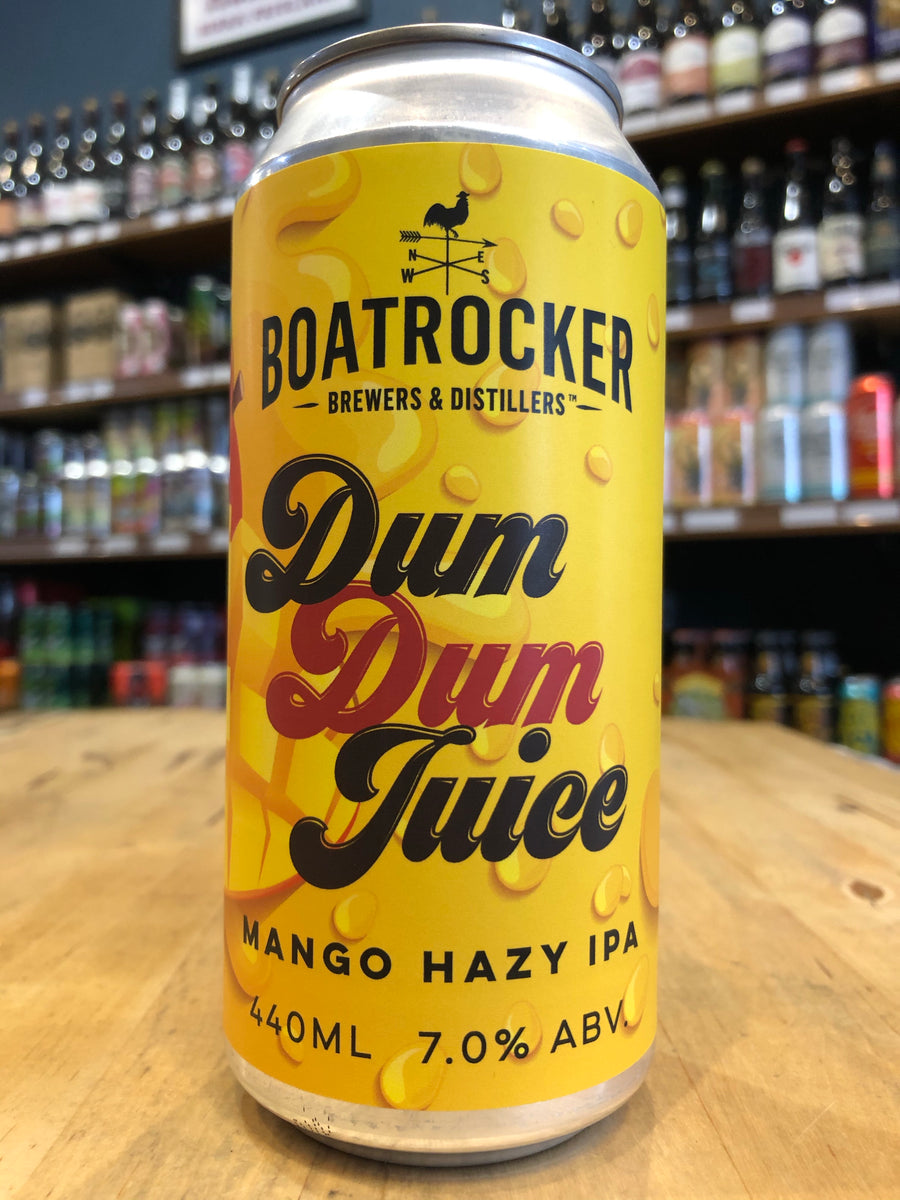 N E
W S
BOATROCKER
BREWERS & DISTILLERS™
Dum
Dum
Juice
MANGO HAZY IPA
440ML 7.0% ABV.